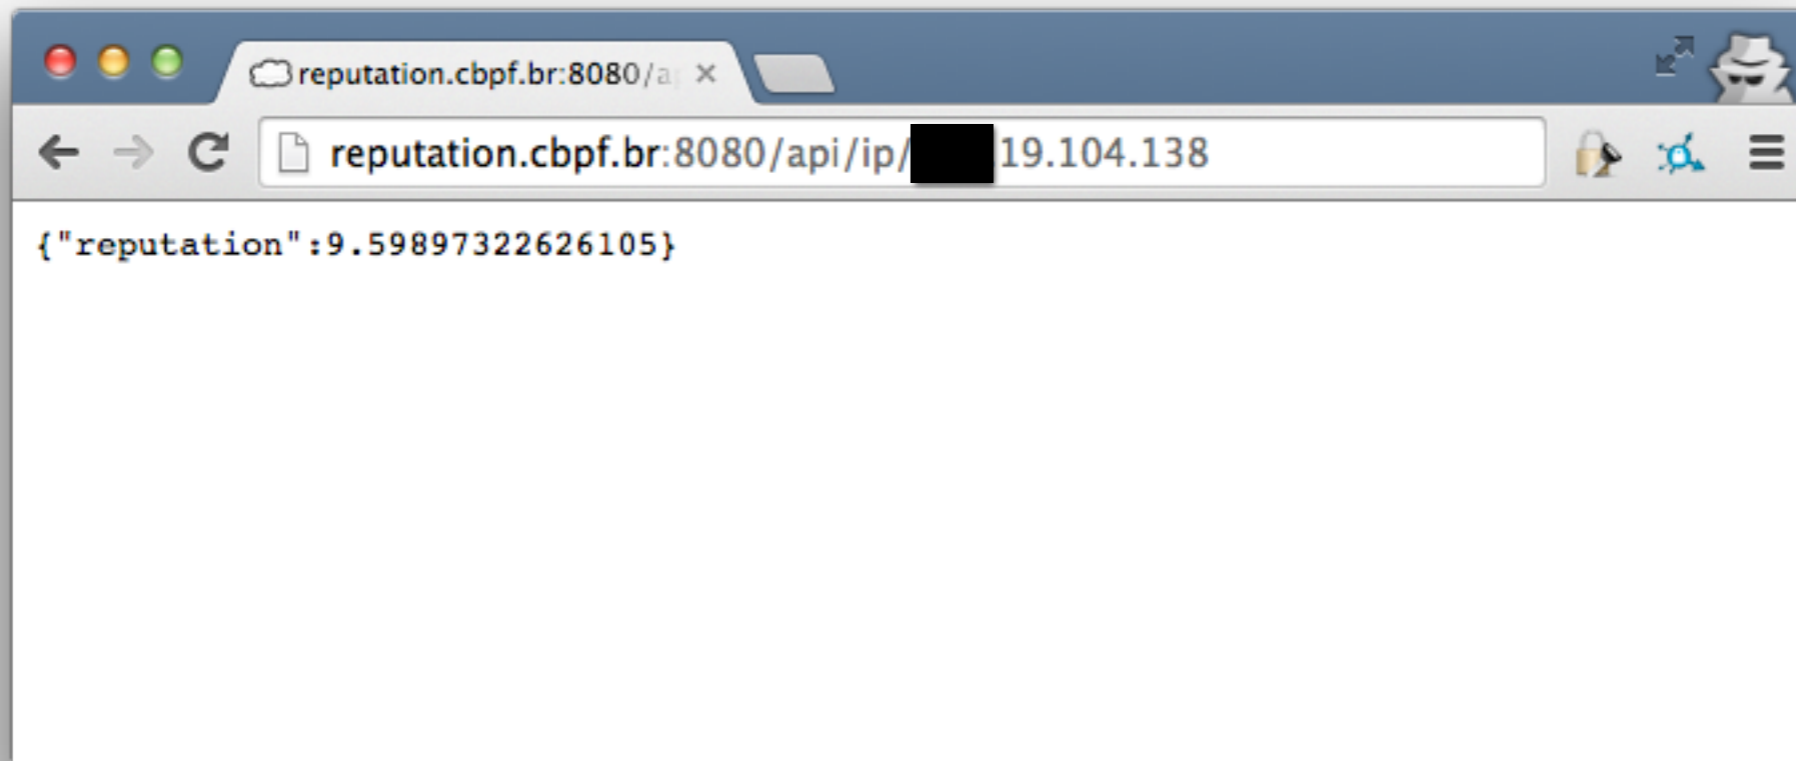 reputation.cbpf.br:8080/a
reputation.cbpf.br:8080/api/ip/ 19.104.138
{"reputation":9.59897322626105}